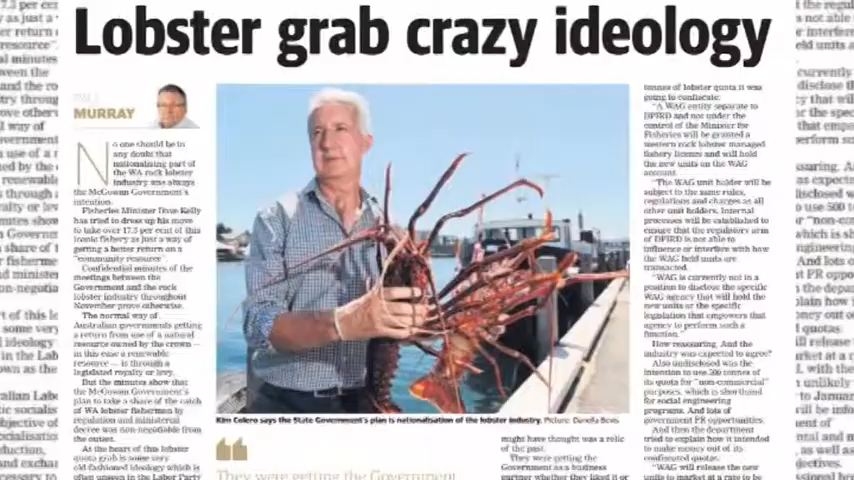 Lobster grab crazy ideology
MURRAY
No one should be in
any doubt that
nationalising part of
the WA rock lobster
industry was always
the McGowan Government's
intention.
Fisheries Minister Dave Kelly
has tried to dress up his move
to take over 17.3 per cent of this
iconic fishery as just a way of
getting a better return on a
"community resource".
Confidential minutes of the
meetings between the
Government and the rock
lobster industry throughout
November prove otherwise.
The normal way of
Australian governments getting
a return from use of a natural
resource owned by the crown —
in this case a renewable
resource — is through a
legislated royalty or levy.
But the minutes show that
the McGowan Government's
plan to take a share of the catch
of WA lobster fishermen by
regulation and ministerial
decree was non-negotiable from
the outset.
At the heart of this lobster
quota grab is some very
old-fashioned ideology which is
often unseen in the Labor Party
Kim Colero says the State Government's plan is nationalisation of the lobster industry. Picture: Danella Bevis
They were getting the Government
might have thought was a relic
of the past.
They were getting the
Government as a business
partner whether they liked it or
tonnes of lobster quota it was
going to confiscate.
"A WAG entity separate to
DPIRD and not under the
control of the Minister for
Fisheries will be granted a
western rock lobster managed
fishery licence and will hold
the new units on the WAG
account.
"The WAG unit holder will be
subject to the same rules,
regulations and charges as all
other unit holders. Internal
processes will be established to
ensure that the regulatory arm
of DPIRD is not able to
influence or interfere with how
the WAG held units are
transacted.
"WAG is currently not in a
position to disclose the specific
WAG agency that will hold the
new units or the specific
legislation that empowers that
agency to perform such a
function."
How reassuring. And the
industry was expected to agree?
Also undisclosed was the
intention to use 500 tonnes of
its quota for "non-commercial"
purposes, which is shorthand
for social engineering
programs. And lots of
government PR opportunities.
And then the department
tried to explain how it intended
to make money out of its
confiscated quota.
"WAG will release the new
units to market at a rate to be